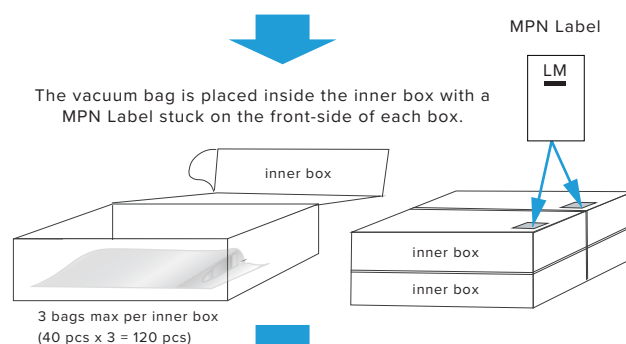 MPN Label
LM
The vacuum bag is placed inside the inner box with a
MPN Label stuck on the front-side of each box.
inner box
inner box
inner box
3 bags max per inner box
(40 pcs x 3 = 120 pcs)